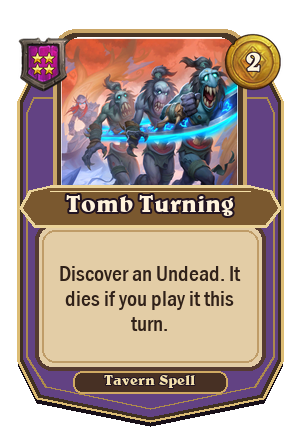 2
Tomb Turning
Discover an Undead. It
dies if you play it this
turn.
Tavern Spell